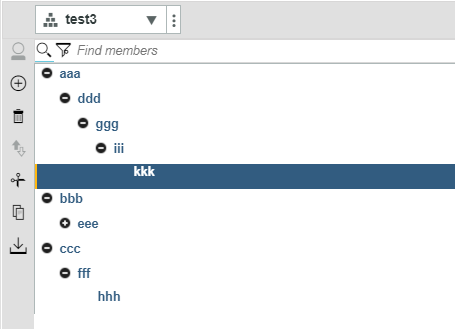 test3
Find members
aaa
ddd
ggg
iii
kkk
bbb
eee
ccc
fff
hhh